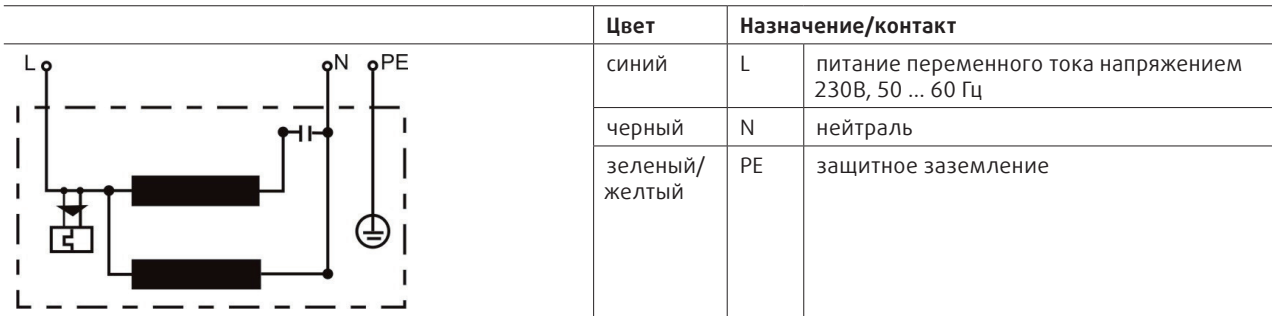 Цвет Назначение/контакт
L N PE
синий L питание переменного тока напряжением
230В, 50 ... 60 Гц
черный N нейтраль
зеленый/ PE защитное заземление
желтый